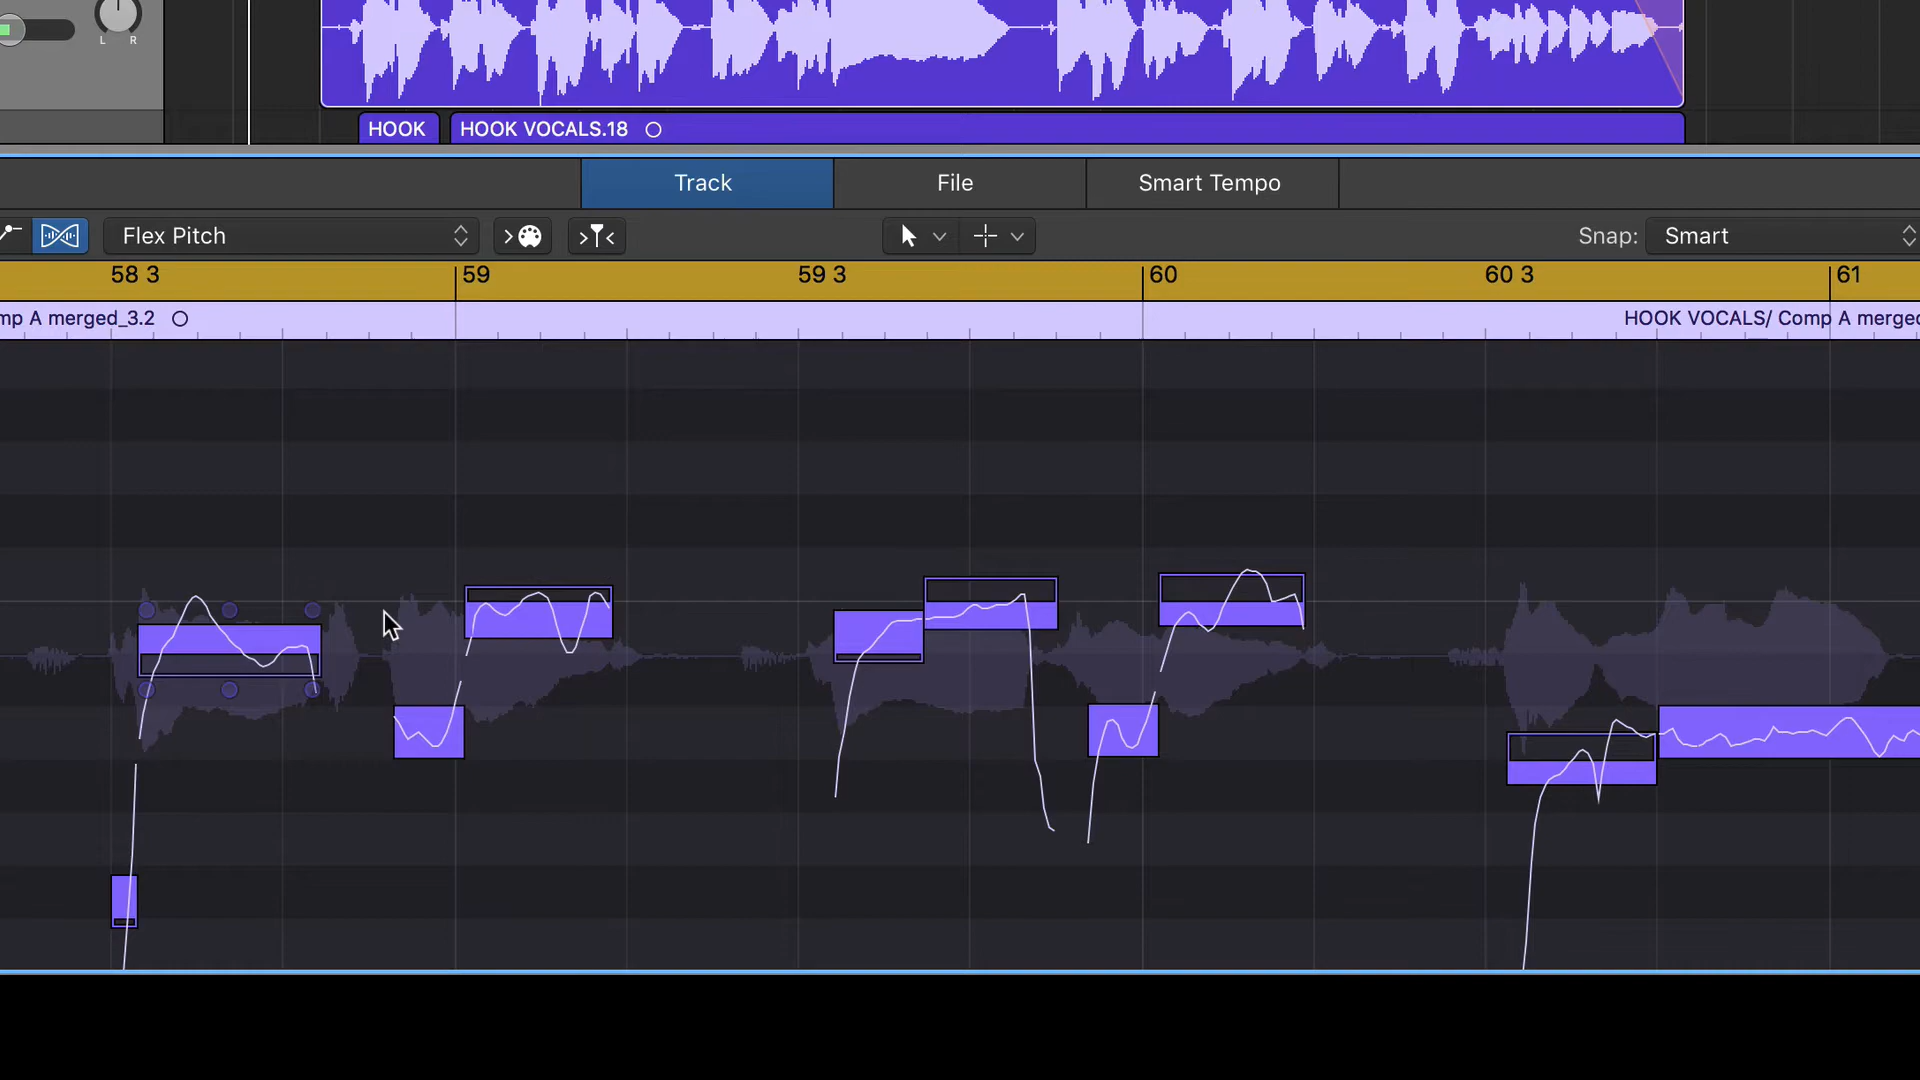 L R
HOOK HOOK VOCALS.18
Track File Smart Tempo
Flex Pitch Snap: Smart
58 3 59 59 3 60 60 3 61
mp A merged_3.2 HOOK VOCALS/ Comp A merged